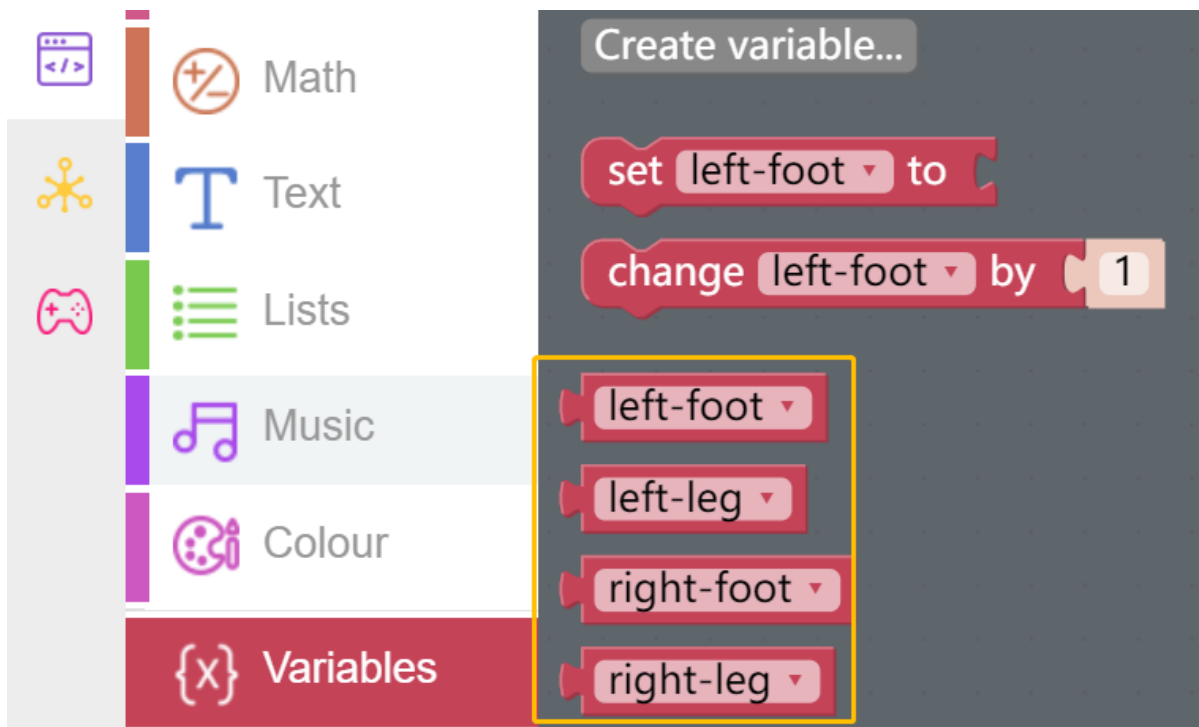 Math
Text
Lists
Music
Colour
Variables
Create variable...
set left-foot to
change left-foot by 1
left-foot
left-leg
right-foot
right-leg